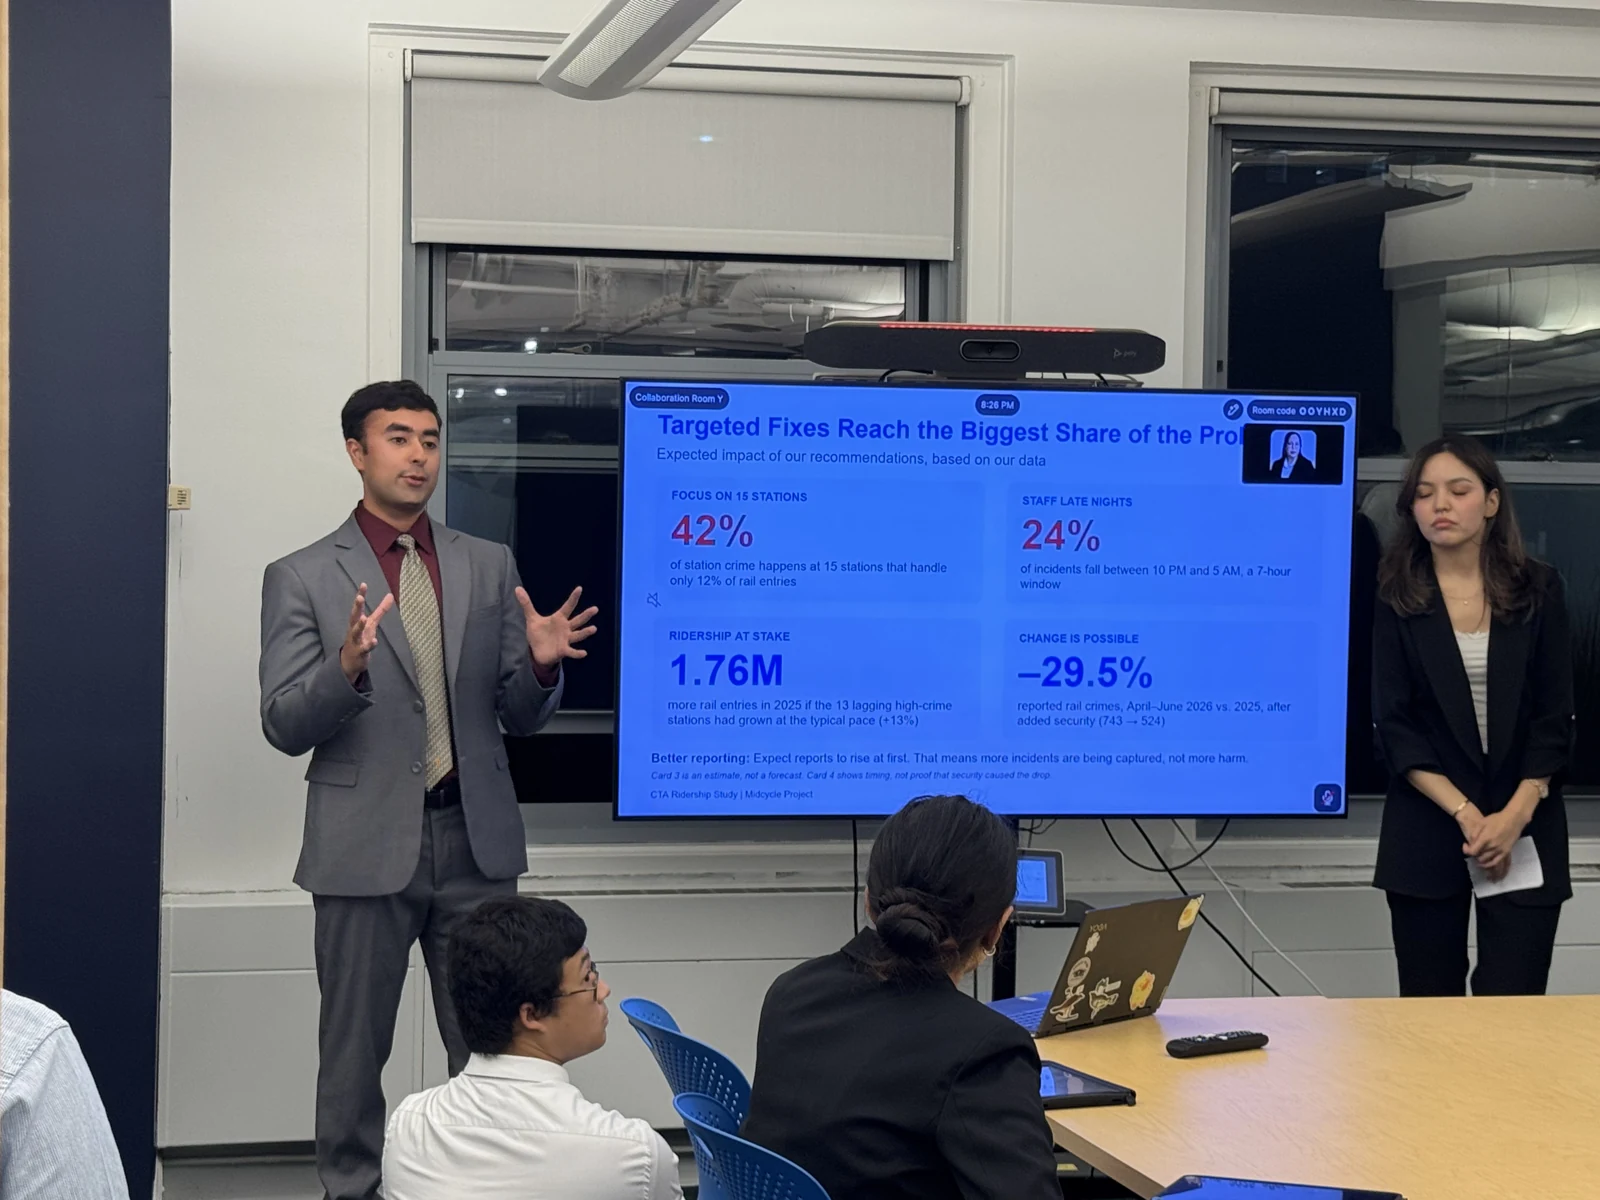 poly
Collaboration Room Y
8:26 PM
Room code OOYHXD
Targeted Fixes Reach the Biggest Share of the
Expected impact of our recommendations, based on our data
FOCUS ON 15 STATIONS
42%
of station crime happens at 15 stations that handle
only 12% of rail entries
STAFF LATE NIGHTS
24%
of incidents fall between 10 PM and 5 AM, a 7-hour
window
RIDERSHIP AT STAKE
1.76M
more rail entries in 2025 if the 13 lagging high-crime
stations had grown at the typical pace (+13%)
CHANGE IS POSSIBLE
–29.5%
reported rail crimes, April–June 2026 vs. 2025, after
added security (743 → 524)
Better reporting: Expect reports to rise at first. That means more incidents are being captured, not more harm.
Card 3 is an estimate, not a forecast. Card 4 shows timing, not proof that security caused the drop.
CTA Ridership Study | Midcycle Project
YOGA